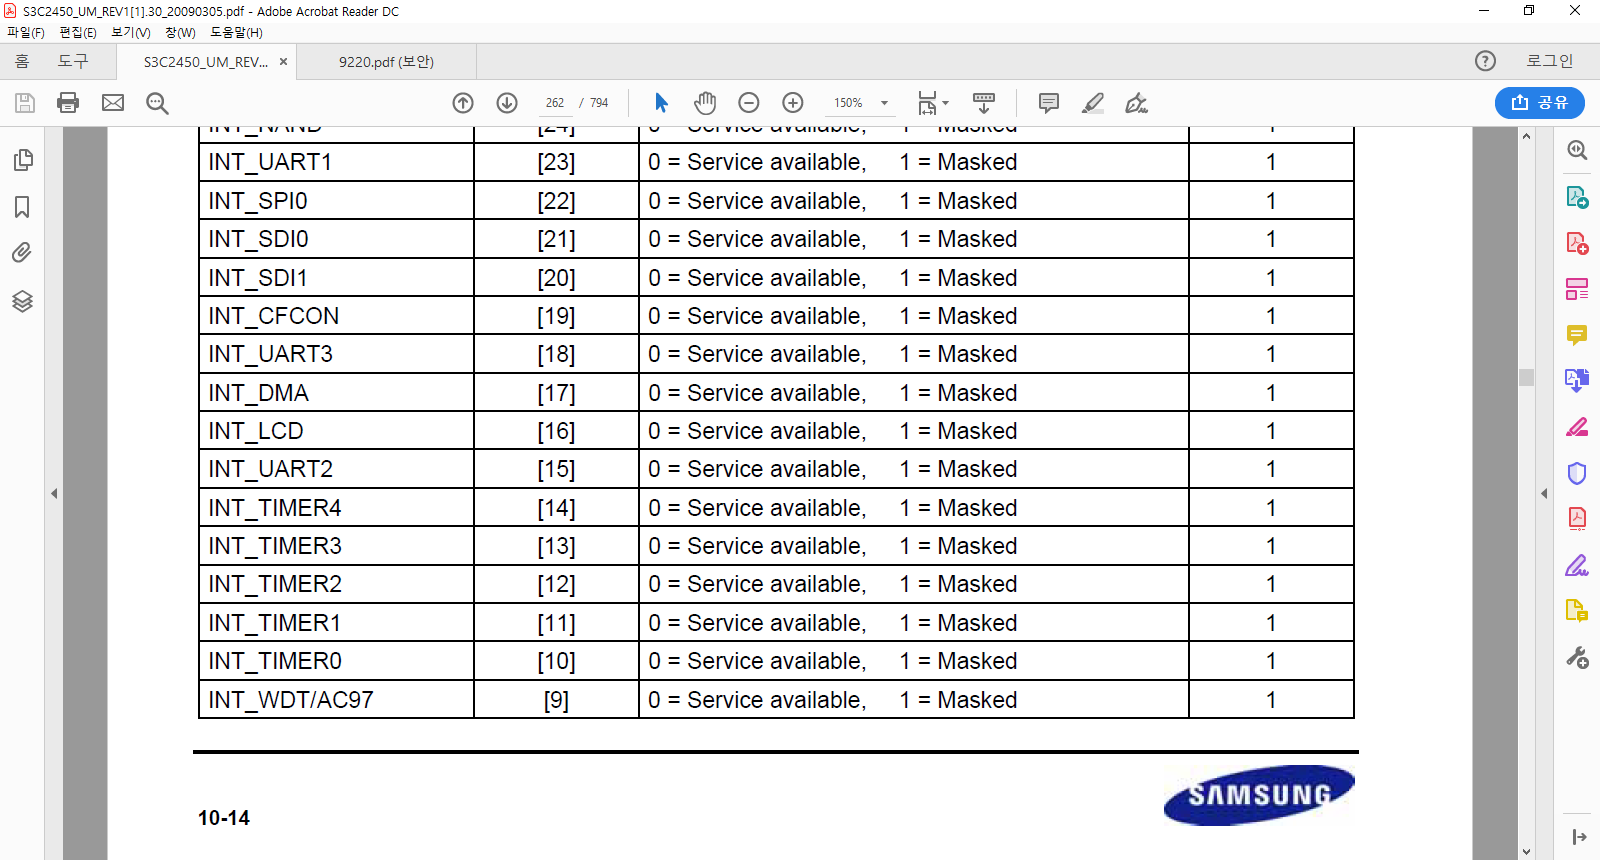 S3C2450_UM_REV1[1].30_20090305.pdf - Adobe Acrobat Reader DC
파일(F) 편집(E) 보기(V) 창(W) 도움말(H)
홈 도구 S3C2450_UM_REV... × 9220.pdf (보안) 로그인
262 / 794 150% 공유
INT_NAND [24] 0 = Service available, 1 = Masked 1
INT_UART1 [23] 0 = Service available, 1 = Masked 1
INT_SPI0 [22] 0 = Service available, 1 = Masked 1
INT_SDI0 [21] 0 = Service available, 1 = Masked 1
INT_SDI1 [20] 0 = Service available, 1 = Masked 1
INT_CFCON [19] 0 = Service available, 1 = Masked 1
INT_UART3 [18] 0 = Service available, 1 = Masked 1
INT_DMA [17] 0 = Service available, 1 = Masked 1
INT_LCD [16] 0 = Service available, 1 = Masked 1
INT_UART2 [15] 0 = Service available, 1 = Masked 1
INT_TIMER4 [14] 0 = Service available, 1 = Masked 1
INT_TIMER3 [13] 0 = Service available, 1 = Masked 1
INT_TIMER2 [12] 0 = Service available, 1 = Masked 1
INT_TIMER1 [11] 0 = Service available, 1 = Masked 1
INT_TIMER0 [10] 0 = Service available, 1 = Masked 1
INT_WDT/AC97 [9] 0 = Service available, 1 = Masked 1
SAMSUNG
10-14